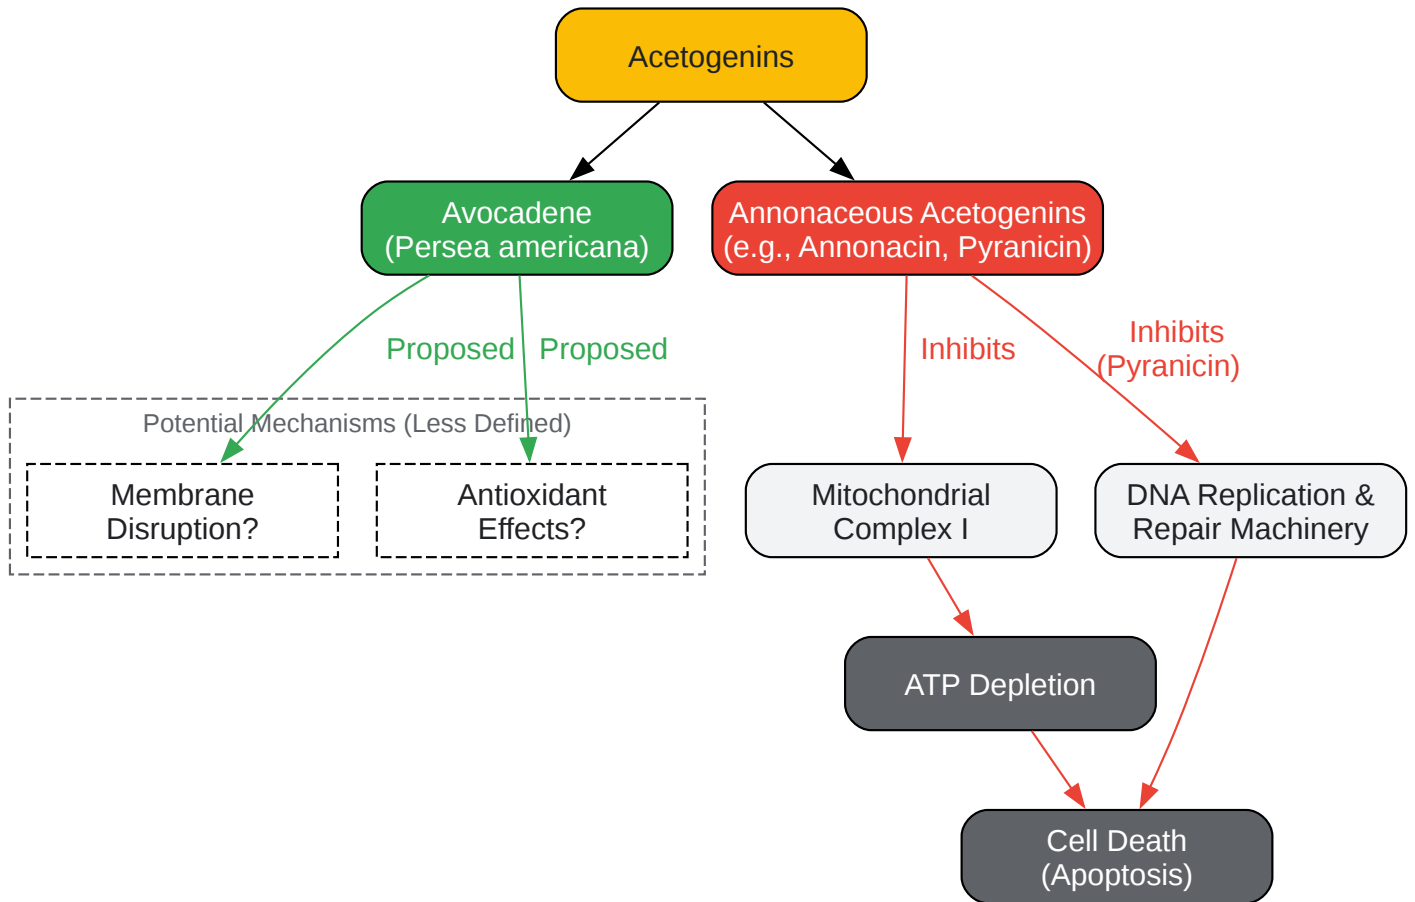 Acetogenins
Avocadene
(Persea americana)
Annonaceous Acetogenins
(e.g., Annonacin, Pyranicin)
Proposed
Proposed
Inhibits
Inhibits
(Pyranicin)
Potential Mechanisms (Less Defined)
Membrane
Disruption?
Antioxidant
Effects?
Mitochondrial
Complex I
DNA Replication &
Repair Machinery
ATP Depletion
Cell Death
(Apoptosis)